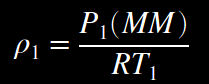 ρ₁ = P₁(MM) / RT₁